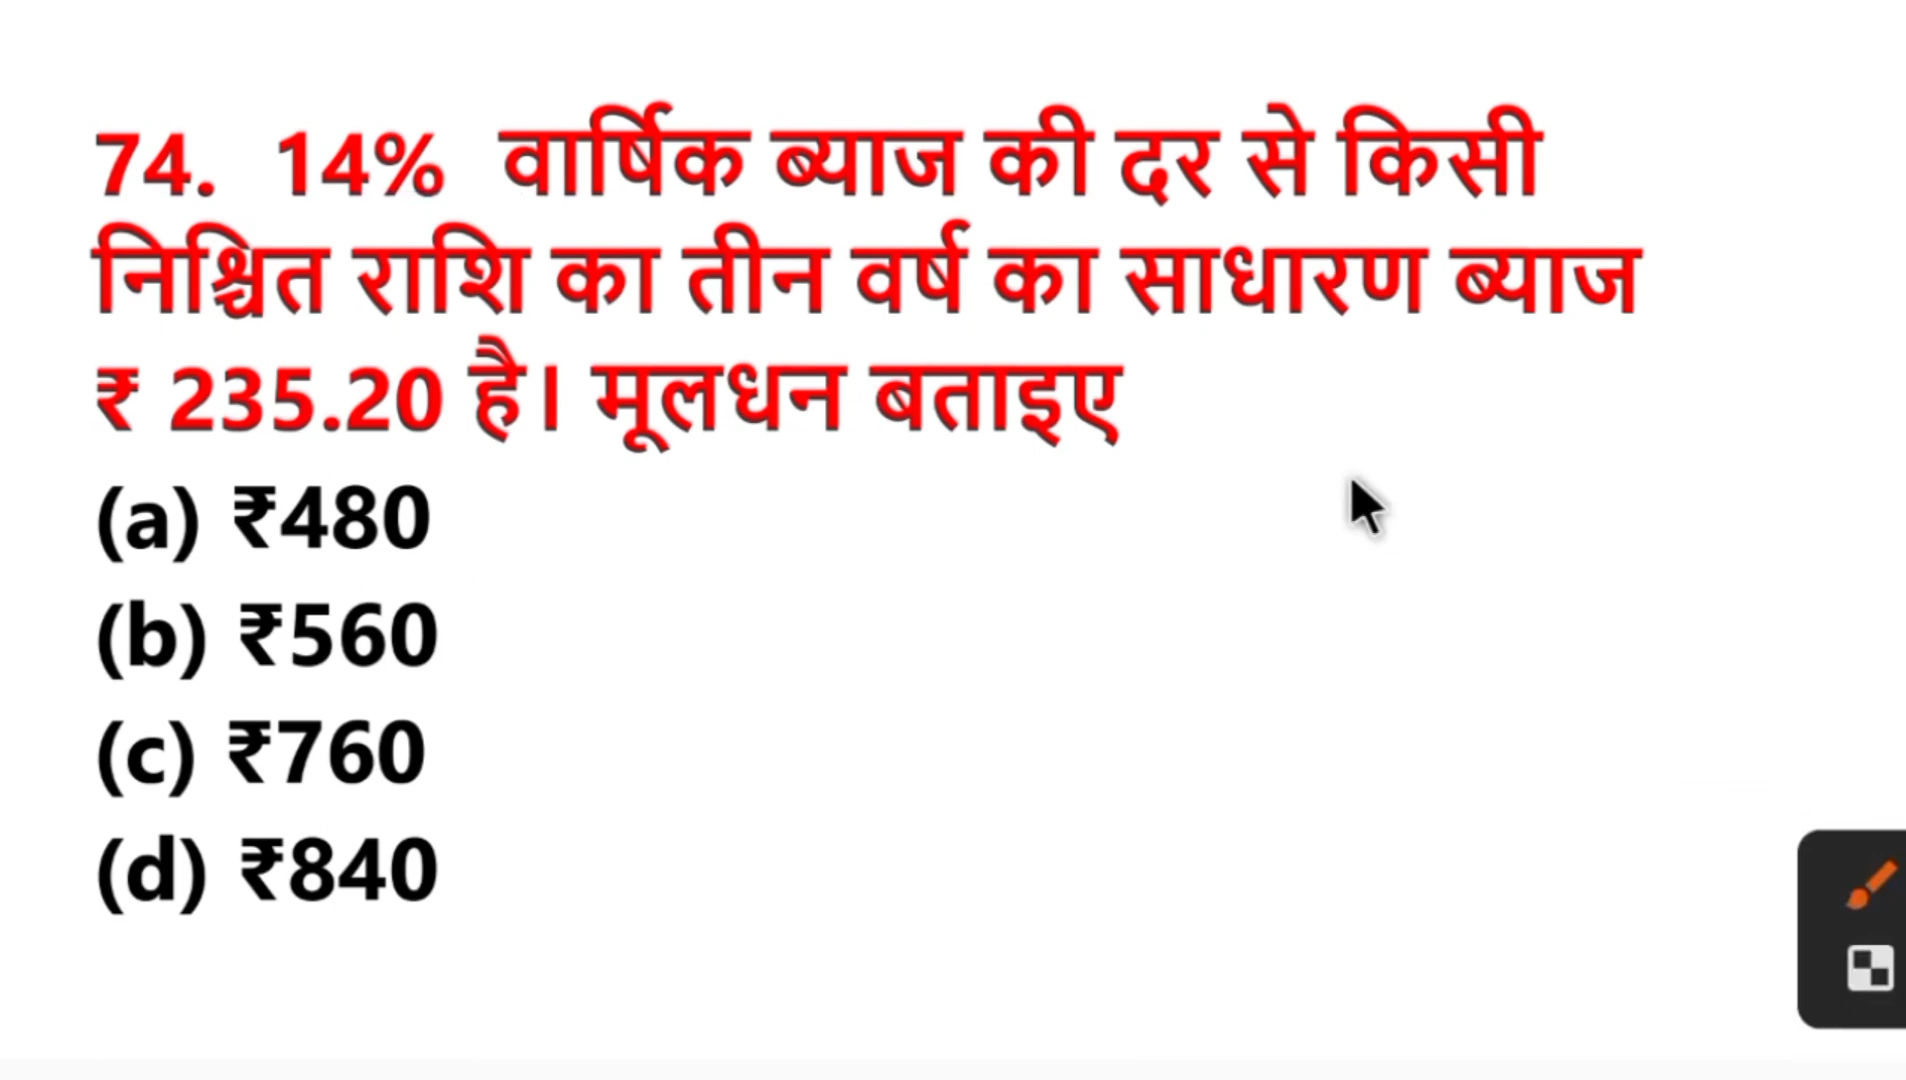 74. 14% वार्षिक ब्याज की दर से किसी
निश्चित राशि का तीन वर्ष का साधारण ब्याज
₹ 235.20 है। मूलधन बताइए
(a) ₹480
(b) ₹560
(c) ₹760
(d) ₹840